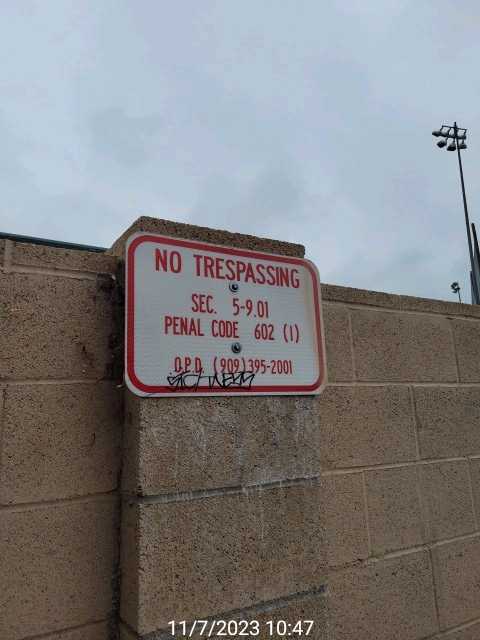 NO TRESPASSING
SEC. 5-9.01
PENAL CODE 602 (1)
O.P.D. (909) 395-2001
11/7/2023 10:47